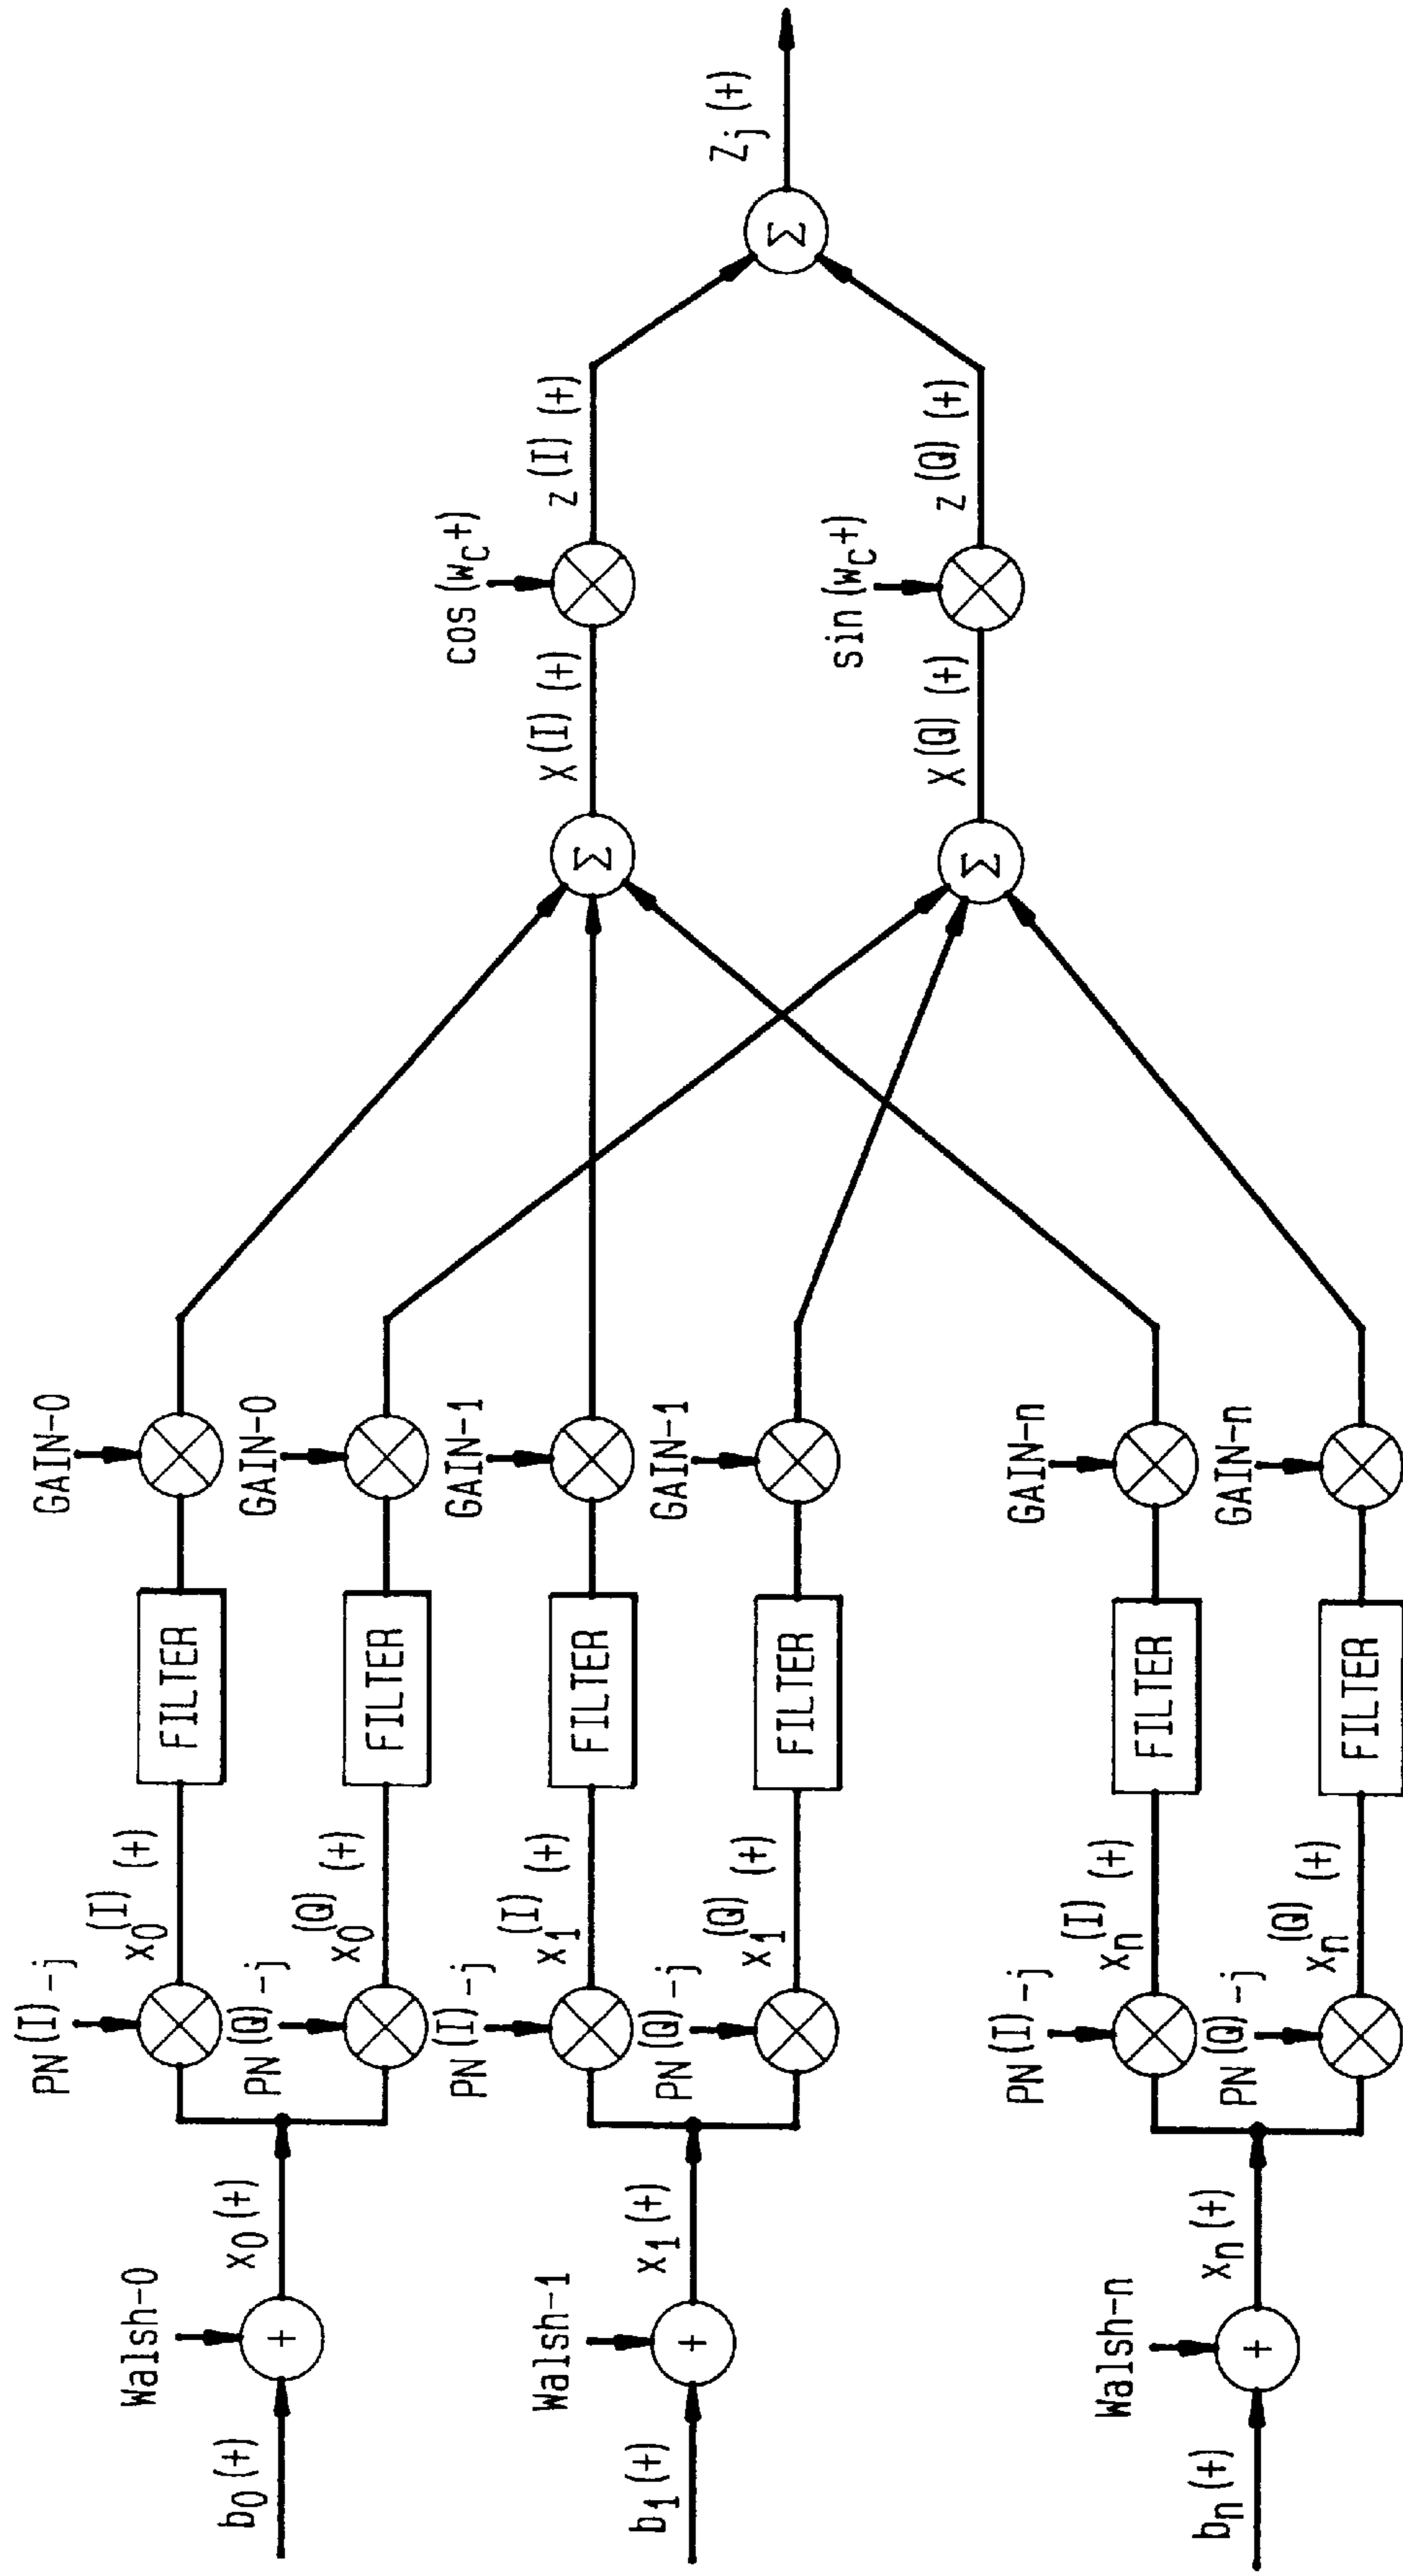 b0(t)
Walsh-0
+
x0(t)
PN(I)-j
x0(I)(t)
FILTER
GAIN-0
PN(Q)-j
x0(Q)(t)
FILTER
GAIN-0
b1(t)
Walsh-1
+
x1(t)
PN(I)-j
x1(I)(t)
FILTER
GAIN-1
PN(Q)-j
x1(Q)(t)
FILTER
GAIN-1
bn(t)
Walsh-n
+
xn(t)
PN(I)-j
xn(I)(t)
FILTER
GAIN-n
PN(Q)-j
xn(Q)(t)
FILTER
GAIN-n
Σ
X(I)(t)
cos(wct)
z(I)(t)
Σ
X(Q)(t)
sin(wct)
z(Q)(t)
Σ
Zj(t)